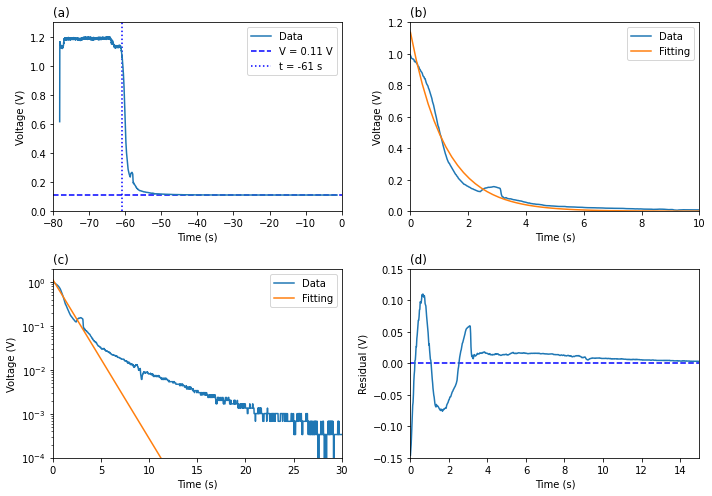 (a)
1.2
1.0
0.8
0.6
0.4
0.2
0.0
Voltage (V)
Data
V = 0.11 V
t = -61 s
−80 −70 −60 −50 −40 −30 −20 −10 0
Time (s)
(b)
1.2
1.0
0.8
0.6
0.4
0.2
0.0
Voltage (V)
Data
Fitting
0 2 4 6 8 10
Time (s)
(c)
10⁰
10⁻¹
10⁻²
10⁻³
10⁻⁴
Voltage (V)
Data
Fitting
0 5 10 15 20 25 30
Time (s)
(d)
0.15
0.10
0.05
0.00
−0.05
−0.10
−0.15
Residual (V)
0 2 4 6 8 10 12 14
Time (s)